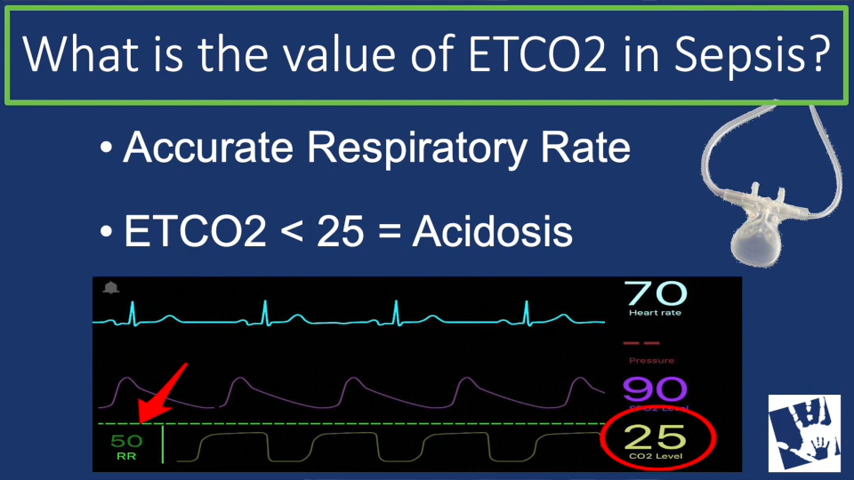 What is the value of ETCO2 in Sepsis?
• Accurate Respiratory Rate
• ETCO2 < 25 = Acidosis
70
Heart rate
--
Pressure
90
Level
25
CO2 Level
50
RR